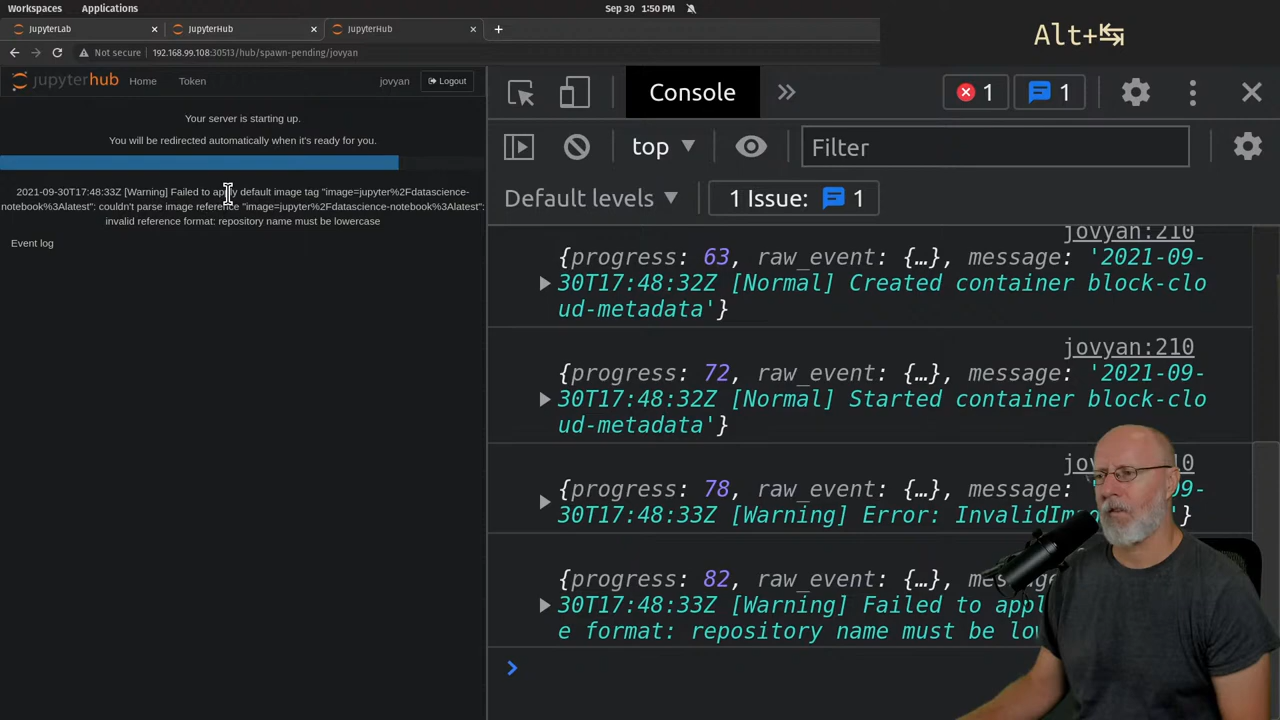 Workspaces Applications Sep 30 1:50 PM
JupyterLab × JupyterHub × JupyterHub × +
Alt+
Not secure 192.168.99.108:30513/hub/spawn-pending/jovyan
jupyterhub Home Token jovyan Logout
Your server is starting up.
You will be redirected automatically when it's ready for you.
2021-09-30T17:48:33Z [Warning] Failed to apply default image tag "image=jupyter%2Fdatascience-
notebook%3Alatest": couldn't parse image reference "image=jupyter%2Fdatascience-notebook%3Alatest":
invalid reference format: repository name must be lowercase
Event log
Console » 1 1
top Filter
Default levels 1 Issue: 1
jovyan:210
{progress: 63, raw_event: {…}, message: '2021-09-
30T17:48:32Z [Normal] Created container block-clo
ud-metadata'}
jovyan:210
{progress: 72, raw_event: {…}, message: '2021-09-
30T17:48:32Z [Normal] Started container block-clo
ud-metadata'}
{progress: 78, raw_event: {…}, message: 09-
30T17:48:33Z [Warning] Error: '}
{progress: 82, raw_event: {…},
30T17:48:33Z [Warning] Failed to
e format: repository name must be